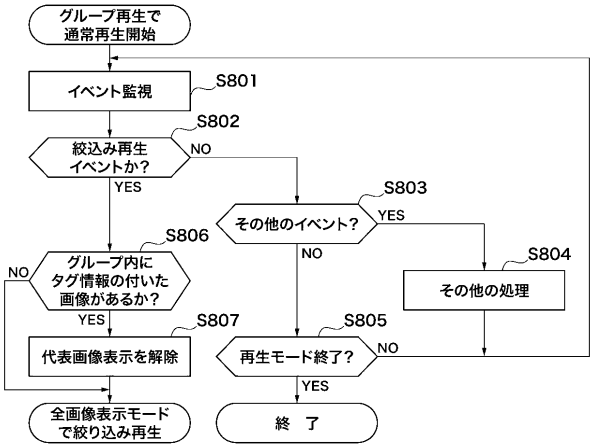 グループ再生で
通常再生開始
S801
イベント監視
S802
絞込み再生
イベントか？
NO
YES
S803
その他のイベント？
YES
NO
S804
その他の処理
S806
グループ内に
タグ情報の付いた
画像があるか？
NO
YES
S805
再生モード終了？
NO
YES
S807
代表画像表示を解除
全画像表示モード
で絞り込み再生
終　了